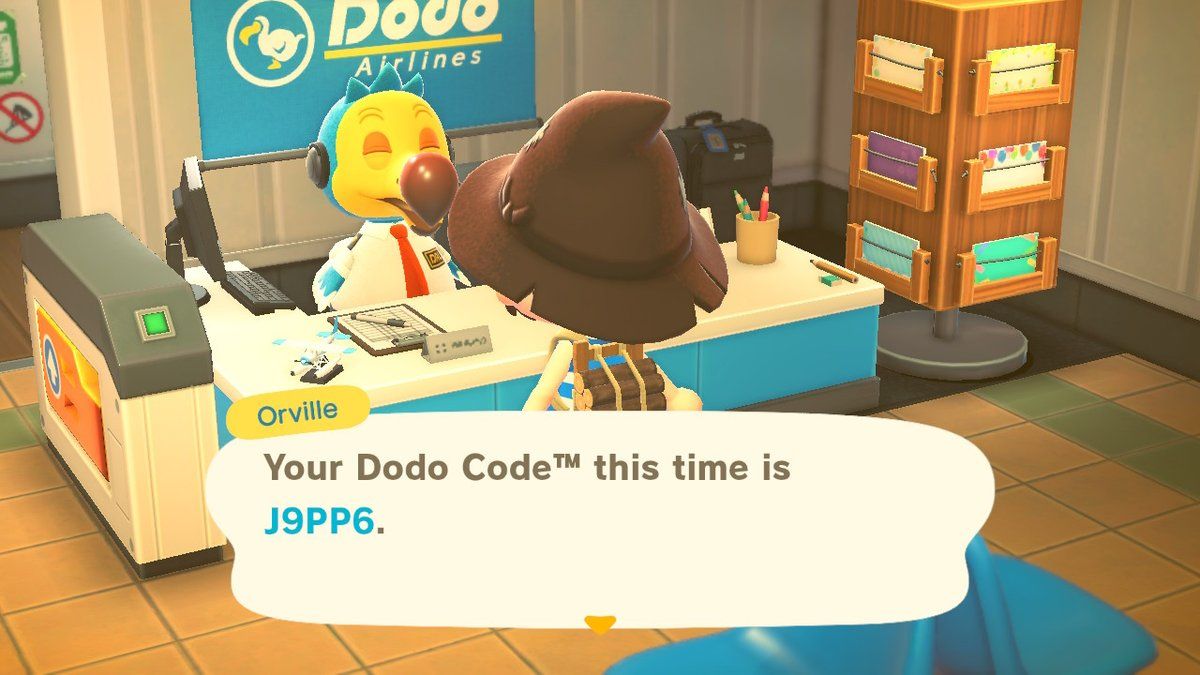 Dodo
Airlines
Orville
Your Dodo Code™ this time is
J9PP6.